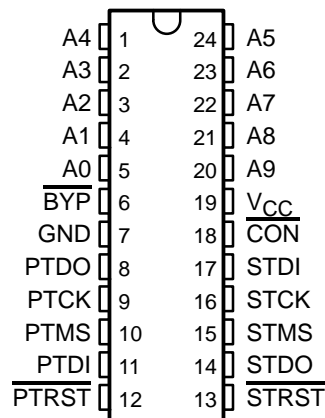 A4 1 24 A5
A3 2 23 A6
A2 3 22 A7
A1 4 21 A8
A0 5 20 A9
BYP 6 19 VCC
GND 7 18 CON
PTDO 8 17 STDI
PTCK 9 16 STCK
PTMS 10 15 STMS
PTDI 11 14 STDO
PTRST 12 13 STRST